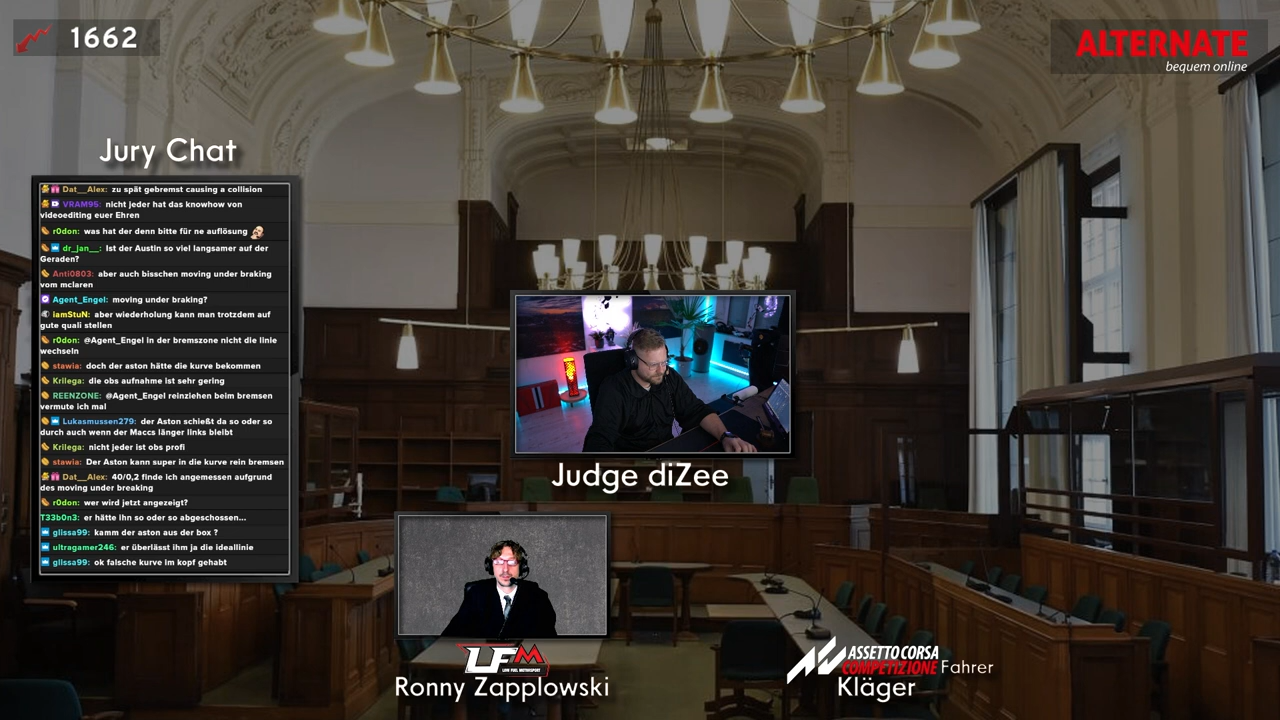 1662
ALTERNATE
bequem online
Jury Chat
Dat__Alex: zu spät gebremst causing a collision
VRAM95: nicht jeder hat das knowhow von
videoediting euer Ehren
r0don: was hat der denn bitte für ne auflösung
dr_jan__: Ist der Austin so viel langsamer auf der
Geraden?
Anti0803: aber auch bisschen moving under braking
vom mclaren
Agent_Engel: moving under braking?
iamStuN: aber wiederholung kann man trotzdem auf
gute quali stellen
r0don: @Agent_Engel in der bremszone nicht die linie
wechseln
stawia: doch der aston hätte die kurve bekommen
Krilega: die obs aufnahme ist sehr gering
REENZONE: @Agent_Engel reinziehen beim bremsen
vermute ich mal
Lukasmussen279: der Aston schießt da so oder so
durch auch wenn der Maccs länger links bleibt
Krilega: nicht jeder ist obs profi
stawia: Der Aston kann super in die kurve rein bremsen
Dat__Alex: 40/0,2 finde ich angemessen aufgrund
des moving under breaking
r0don: wer wird jetzt angezeigt?
T33b0n3: er hätte ihn so oder so abgeschossen...
glissa99: kamm der aston aus der box ?
ultragamer246: er überlässt ihm ja die ideallinie
glissa99: ok falsche kurve im kopf gehabt
Judge diZee
LFM
LOW FUEL MOTORSPORT
Ronny Zapplowski
ASSETTO CORSA
COMPETIZIONE Fahrer
Kläger